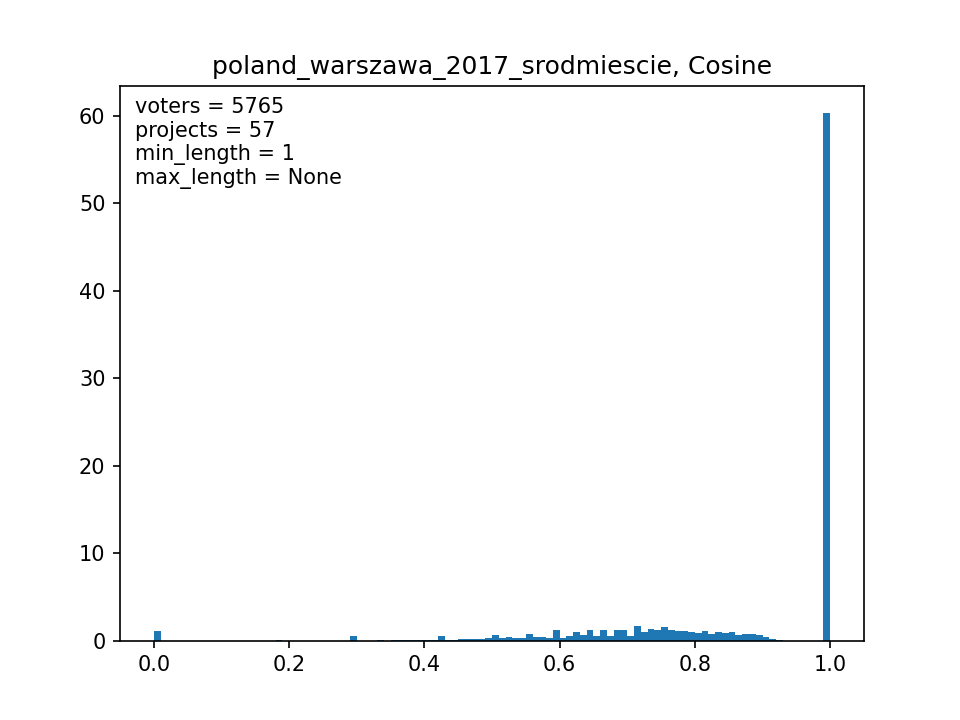 poland_warszawa_2017_srodmiescie, Cosine
voters = 5765
projects = 57
min_length = 1
max_length = None
60
50
40
30
20
10
0
0.0 0.2 0.4 0.6 0.8 1.0